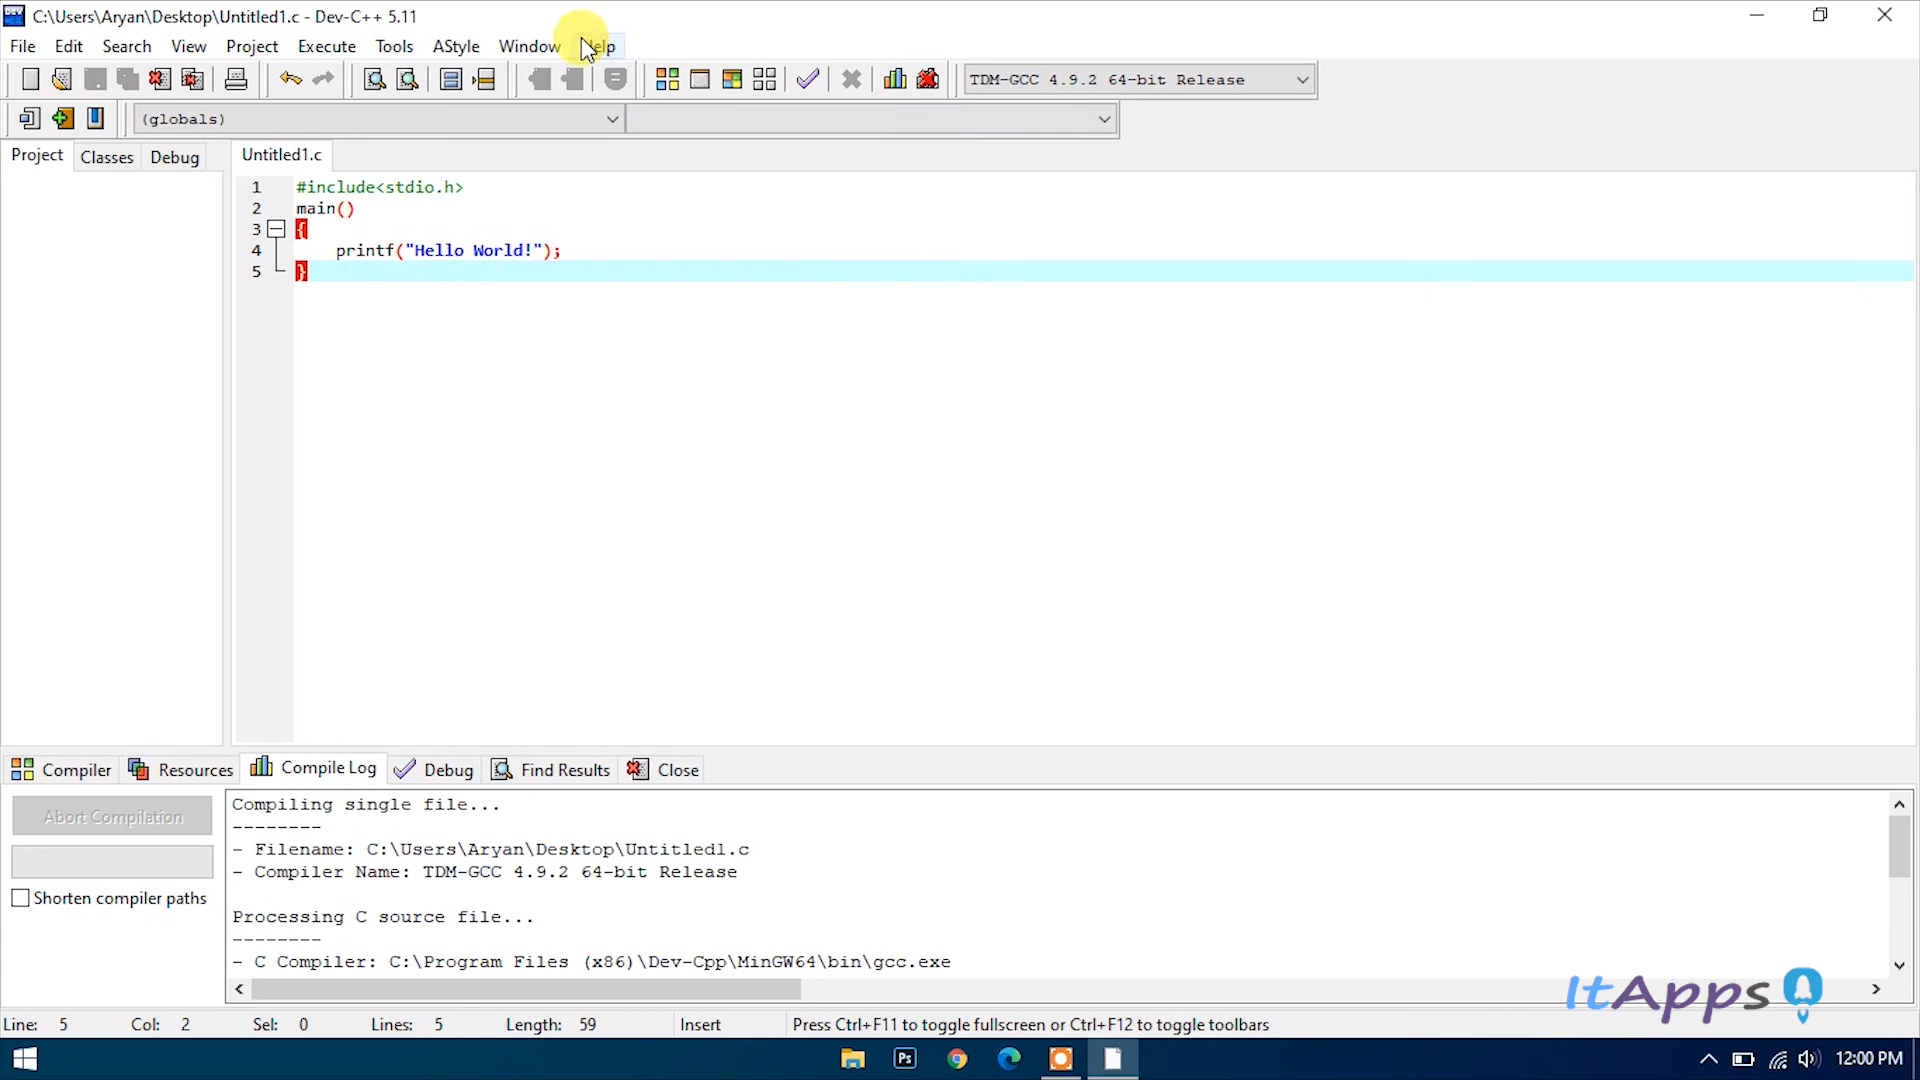 C:\Users\Aryan\Desktop\Untitled1.c - Dev-C++ 5.11
File Edit Search View Project Execute Tools AStyle Window Help
TDM-GCC 4.9.2 64-bit Release
(globals)
Project Classes Debug
Untitled1.c
1 #include<stdio.h>
2 main()
3 {
4 printf("Hello World!");
5 }
Compiler Resources Compile Log Debug Find Results Close
Abort Compilation
Shorten compiler paths
Compiling single file...
--------
- Filename: C:\Users\Aryan\Desktop\Untitled1.c
- Compiler Name: TDM-GCC 4.9.2 64-bit Release
Processing C source file...
--------
- C Compiler: C:\Program Files (x86)\Dev-Cpp\MinGW64\bin\gcc.exe
ItApps
Line: 5 Col: 2 Sel: 0 Lines: 5 Length: 59 Insert Press Ctrl+F11 to toggle fullscreen or Ctrl+F12 to toggle toolbars
Ps
12:00 PM